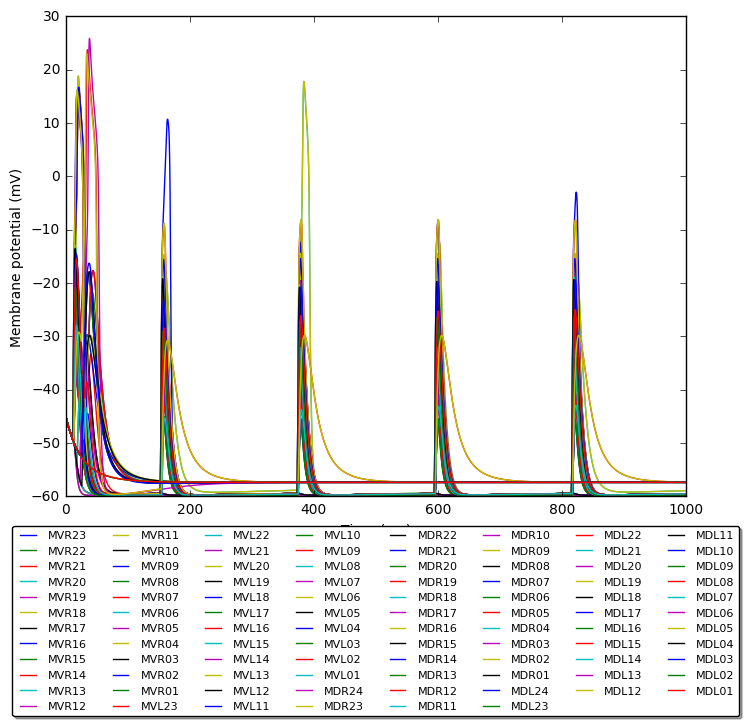 30
20
10
0
−10
−20
−30
−40
−50
−60
Membrane potential (mV)
0 200 400 600 800 1000
MVR23 MVR11 MVL22 MVL10 MDR22 MDR10 MDL22 MDL11
MVR22 MVR10 MVL21 MVL09 MDR21 MDR09 MDL21 MDL10
MVR21 MVR09 MVL20 MVL08 MDR20 MDR08 MDL20 MDL09
MVR20 MVR08 MVL19 MVL07 MDR19 MDR07 MDL19 MDL08
MVR19 MVR07 MVL18 MVL06 MDR18 MDR06 MDL18 MDL07
MVR18 MVR06 MVL17 MVL05 MDR17 MDR05 MDL17 MDL06
MVR17 MVR05 MVL16 MVL04 MDR16 MDR04 MDL16 MDL05
MVR16 MVR04 MVL15 MVL03 MDR15 MDR03 MDL15 MDL04
MVR15 MVR03 MVL14 MVL02 MDR14 MDR02 MDL14 MDL03
MVR14 MVR02 MVL13 MVL01 MDR13 MDR01 MDL13 MDL02
MVR13 MVR01 MVL12 MDR24 MDR12 MDL24 MDL12 MDL01
MVR12 MVL23 MVL11 MDR23 MDR11 MDL23